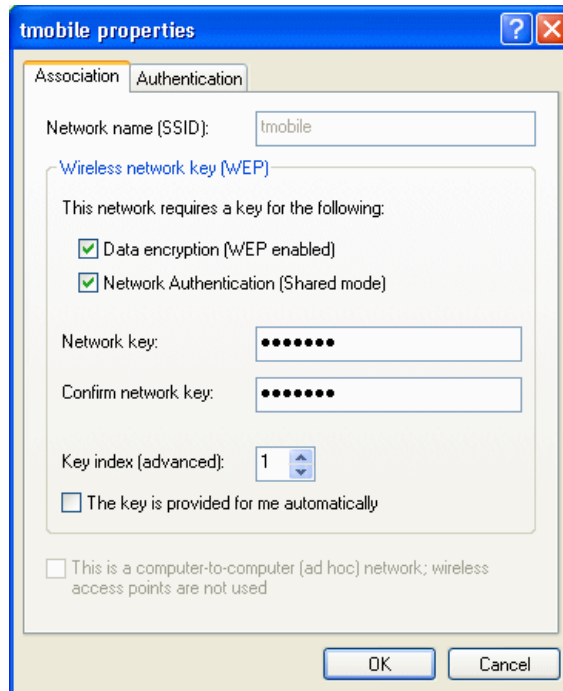 tmobile properties
Association Authentication
Network name (SSID): tmobile
Wireless network key (WEP)
This network requires a key for the following:
Data encryption (WEP enabled)
Network Authentication (Shared mode)
Network key: •••••••
Confirm network key: •••••••
Key index (advanced): 1
The key is provided for me automatically
This is a computer-to-computer (ad hoc) network; wireless
access points are not used
OK Cancel